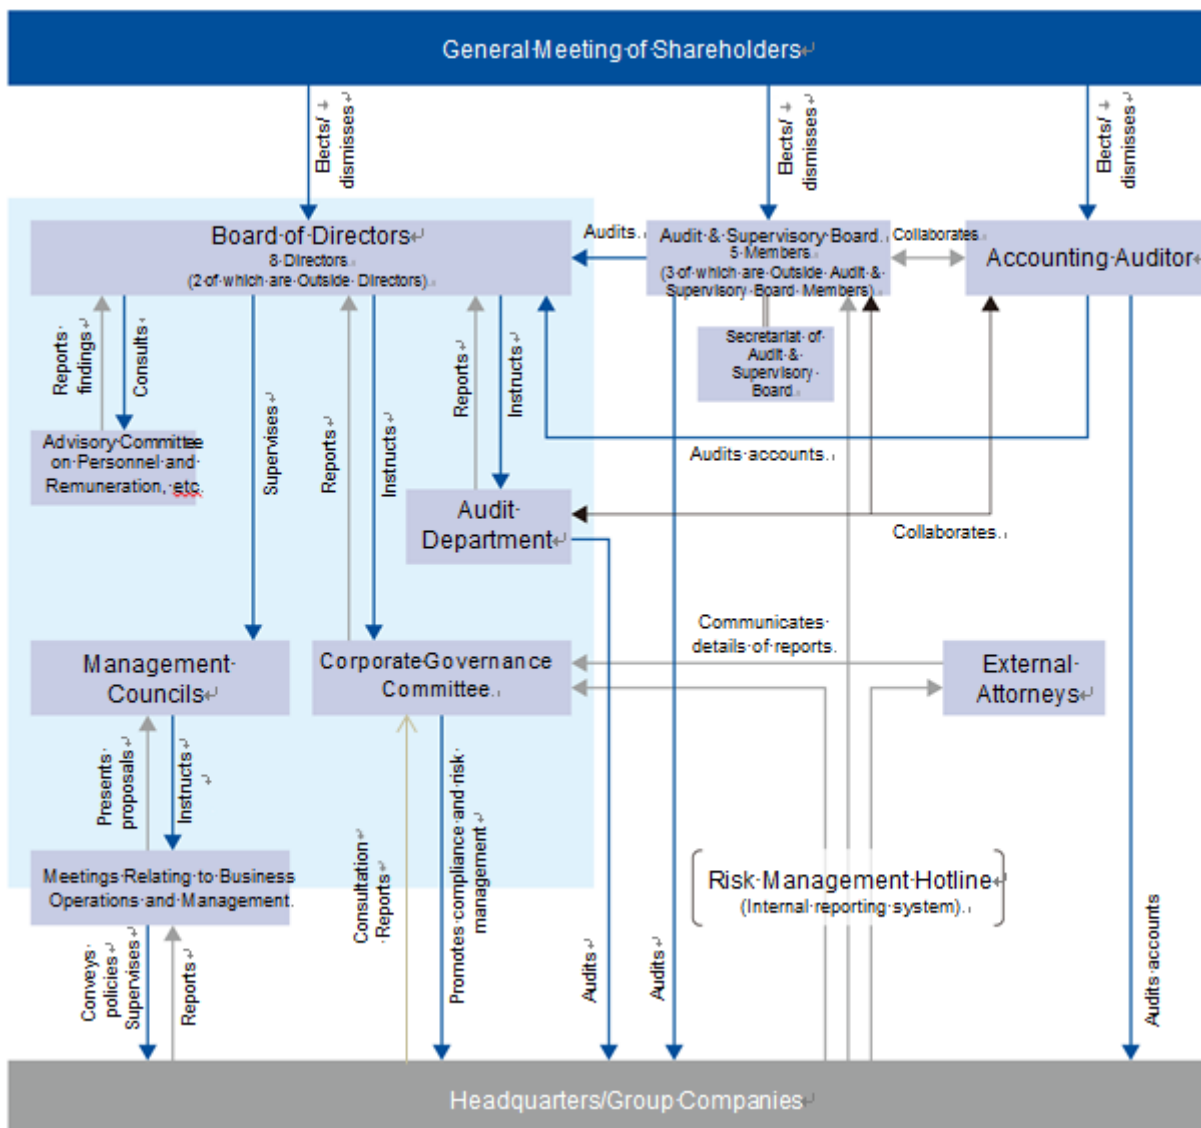 General Meeting of Shareholders
Elects/
dismisses
Elects/
dismisses
Elects/
dismisses
Board of Directors
8 Directors
(2 of which are Outside Directors)
Audits
Audit & Supervisory Board
5 Members
(3 of which are Outside Audit &
Supervisory Board Members)
Collaborates
Accounting Auditor
Secretariat of
Audit &
Supervisory
Board
Reports
findings
Consults
Supervises
Reports
Instructs
Reports
Instructs
Advisory Committee
on Personnel and
Remuneration, etc.
Audits accounts
Audit
Department
Collaborates
Communicates
details of reports
Management
Councils
Corporate Governance
Committee
External
Attorneys
Presents
proposals
Instructs
Meetings Relating to Business
Operations and Management
Consultation
Reports
Promotes compliance and risk
management
Risk Management Hotline
(Internal reporting system)
Conveys
policies
Supervises
Reports
Audits
Audits
Audits accounts
Headquarters/Group Companies